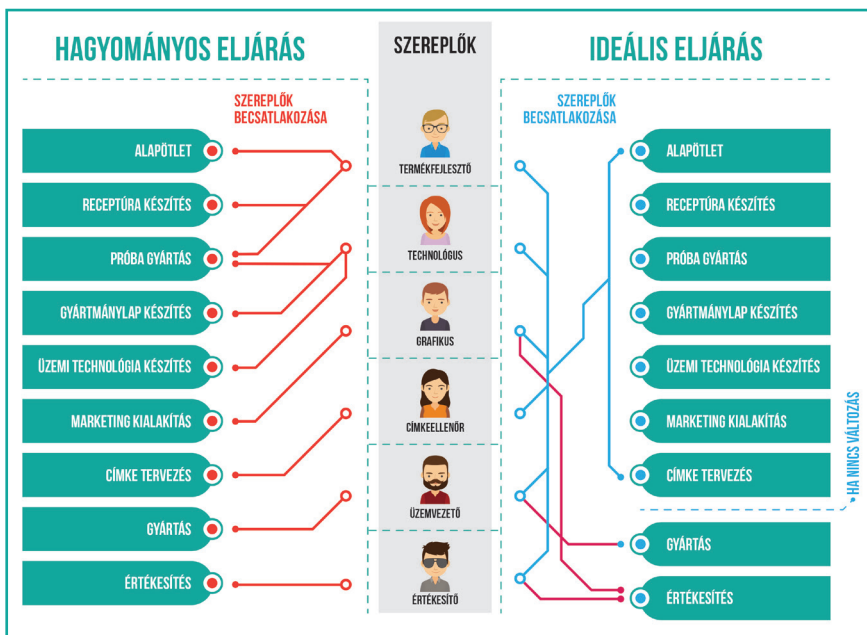 HAGYOMÁNYOS ELJÁRÁS
SZEREPLŐK
BECSATLAKOZÁSA
ALAPÖTLET
RECEPTÚRA KÉSZÍTÉS
PRÓBA GYÁRTÁS
GYÁRTMÁNYLAP KÉSZÍTÉS
ÜZEMI TECHNOLÓGIA KÉSZÍTÉS
MARKETING KIALAKÍTÁS
CÍMKE TERVEZÉS
GYÁRTÁS
ÉRTÉKESÍTÉS
SZEREPLŐK
TERMÉKFEJLESZTŐ
TECHNOLÓGUS
GRAFIKUS
CÍMKEELLENŐR
ÜZEMVEZETŐ
ÉRTÉKESÍTŐ
IDEÁLIS ELJÁRÁS
SZEREPLŐK
BECSATLAKOZÁSA
ALAPÖTLET
RECEPTÚRA KÉSZÍTÉS
PRÓBA GYÁRTÁS
GYÁRTMÁNYLAP KÉSZÍTÉS
ÜZEMI TECHNOLÓGIA KÉSZÍTÉS
MARKETING KIALAKÍTÁS
CÍMKE TERVEZÉS
HA NINCS VÁLTOZÁS
GYÁRTÁS
ÉRTÉKESÍTÉS